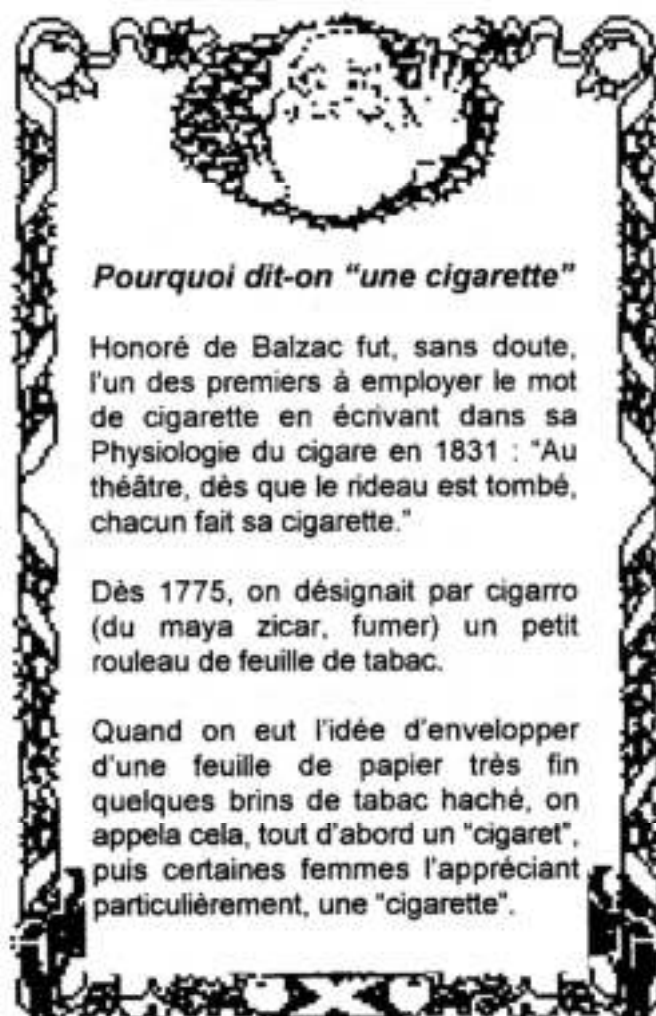 Pourquoi dit-on "une cigarette"
Honoré de Balzac fut, sans doute,
l'un des premiers à employer le mot
de cigarette en écrivant dans sa
Physiologie du cigare en 1831 : "Au
théâtre, dès que le rideau est tombé,
chacun fait sa cigarette."
Dès 1775, on désignait par cigarro
(du maya zicar, fumer) un petit
rouleau de feuille de tabac.
Quand on eut l'idée d'envelopper
d'une feuille de papier très fin
quelques brins de tabac haché, on
appela cela, tout d'abord un "cigaret",
puis certaines femmes l'appréciant
particulièrement, une "cigarette".